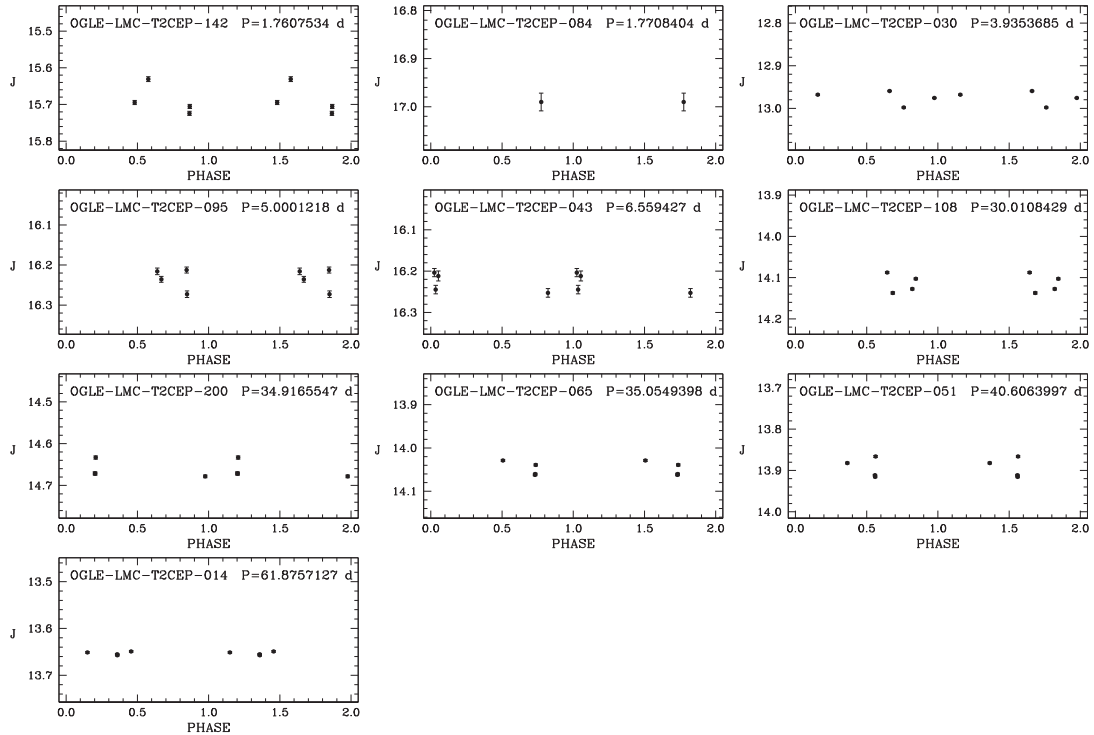 OGLE-LMC-T2CEP-142 P=1.7607534 d
J
15.5
15.6
15.7
15.8
0.0 0.5 1.0 1.5 2.0
PHASE
OGLE-LMC-T2CEP-084 P=1.7708404 d
J
16.8
16.9
17.0
0.0 0.5 1.0 1.5 2.0
PHASE
OGLE-LMC-T2CEP-030 P=3.9353685 d
J
12.8
13.0
0.0 0.5 1.0 1.5 2.0
PHASE
OGLE-LMC-T2CEP-095 P=5.0001218 d
J
16.1
16.2
16.3
0.0 0.5 1.0 1.5 2.0
PHASE
OGLE-LMC-T2CEP-043 P=6.559427 d
J
16.1
16.2
16.3
0.0 0.5 1.0 1.5 2.0
PHASE
OGLE-LMC-T2CEP-108 P=30.0108429 d
J
13.9
14.0
14.1
14.2
0.0 0.5 1.0 1.5 2.0
PHASE
OGLE-LMC-T2CEP-200 P=34.9165547 d
J
14.5
14.6
14.7
0.0 0.5 1.0 1.5 2.0
PHASE
OGLE-LMC-T2CEP-065 P=35.0549398 d
J
13.9
14.0
14.1
0.0 0.5 1.0 1.5 2.0
PHASE
OGLE-LMC-T2CEP-051 P=40.6063997 d
J
13.7
13.8
13.9
14.0
0.0 0.5 1.0 1.5 2.0
PHASE
OGLE-LMC-T2CEP-014 P=61.8757127 d
J
13.5
13.6
13.7
0.0 0.5 1.0 1.5 2.0
PHASE